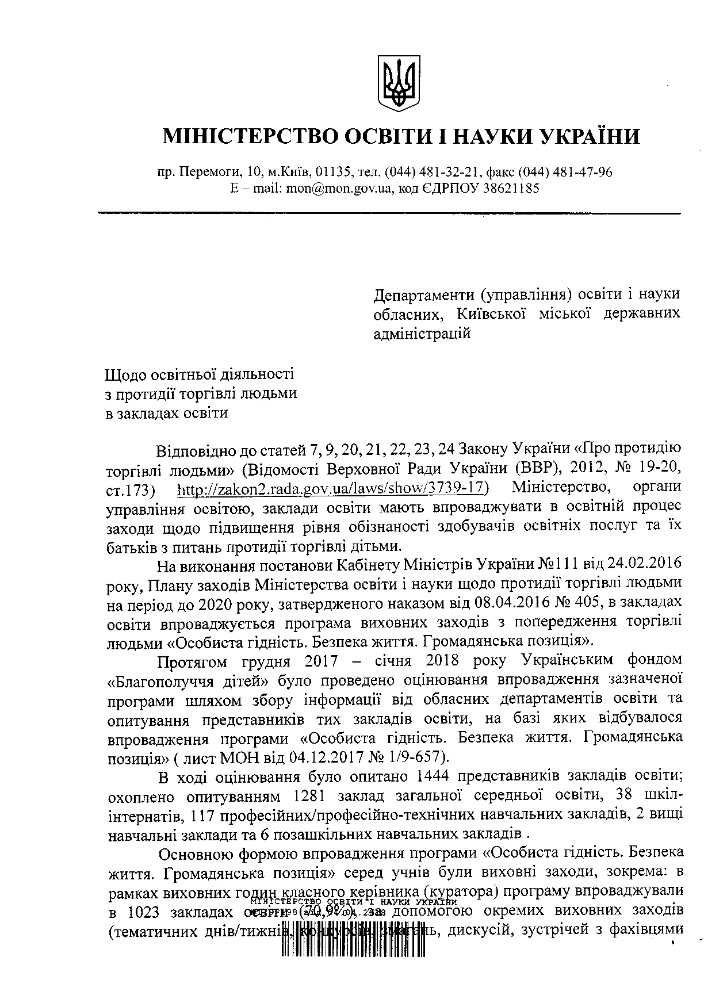 МІНІСТЕРСТВО ОСВІТИ І НАУКИ УКРАЇНИ
пр. Перемоги, 10, м.Київ, 01135, тел. (044) 481-32-21, факс (044) 481-47-96
E – mail: mon@mon.gov.ua, код ЄДРПОУ 38621185
Департаменти (управління) освіти і науки
обласних, Київської міської державних
адміністрацій
Щодо освітньої діяльності
з протидії торгівлі людьми
в закладах освіти
Відповідно до статей 7, 9, 20, 21, 22, 23, 24 Закону України «Про протидію
торгівлі людьми» (Відомості Верховної Ради України (ВВР), 2012, № 19-20,
ст.173) http://zakon2.rada.gov.ua/laws/show/3739-17) Міністерство, органи
управління освітою, заклади освіти мають впроваджувати в освітній процес
заходи щодо підвищення рівня обізнаності здобувачів освітніх послуг та їх
батьків з питань протидії торгівлі дітьми.
На виконання постанови Кабінету Міністрів України №111 від 24.02.2016
року, Плану заходів Міністерства освіти і науки щодо протидії торгівлі людьми
на період до 2020 року, затвердженого наказом від 08.04.2016 № 405, в закладах
освіти впроваджується програма виховних заходів з попередження торгівлі
людьми «Особиста гідність. Безпека життя. Громадянська позиція».
Протягом грудня 2017 – січня 2018 року Українським фондом
«Благополуччя дітей» було проведено оцінювання впровадження зазначеної
програми шляхом збору інформації від обласних департаментів освіти та
опитування представників тих закладів освіти, на базі яких відбувалося
впровадження програми «Особиста гідність. Безпека життя. Громадянська
позиція» ( лист МОН від 04.12.2017 № 1/9-657).
В ході оцінювання було опитано 1444 представників закладів освіти;
охоплено опитуванням 1281 заклад загальної середньої освіти, 38 шкіл-
інтернатів, 117 професійних/професійно-технічних навчальних закладів, 2 вищі
навчальні заклади та 6 позашкільних навчальних закладів .
Основною формою впровадження програми «Особиста гідність. Безпека
життя. Громадянська позиція» серед учнів були виховні заходи, зокрема: в
рамках виховних годин класного керівника (куратора) програму впроваджували
МІНІСТЕРСТВО ОСВІТИ І НАУКИ УКРАЇНИ
в 1023 закладах освіти (70,9%), за допомогою окремих виховних заходів
(тематичних днів/тижнів, конкурсів, змагань, дискусій, зустрічей з фахівцями